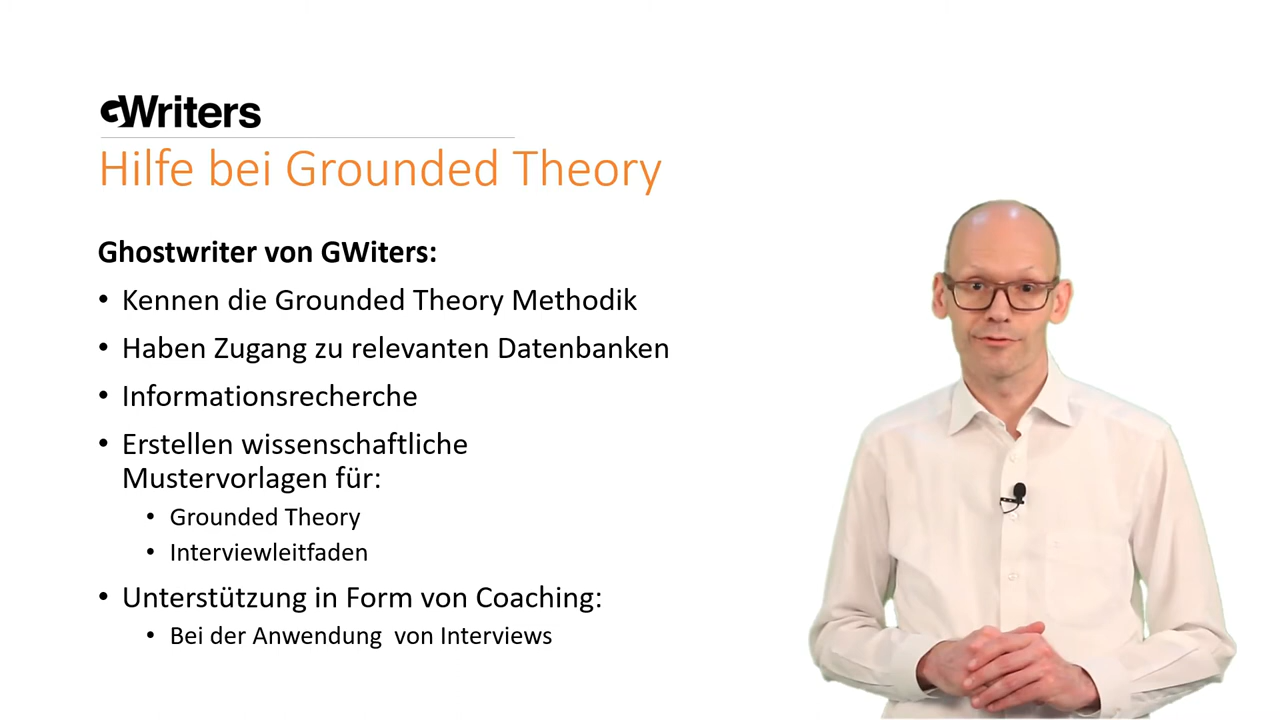 GWriters
Hilfe bei Grounded Theory
Ghostwriter von GWiters:
• Kennen die Grounded Theory Methodik
• Haben Zugang zu relevanten Datenbanken
• Informationsrecherche
• Erstellen wissenschaftliche
Mustervorlagen für:
• Grounded Theory
• Interviewleitfaden
• Unterstützung in Form von Coaching:
• Bei der Anwendung  von Interviews